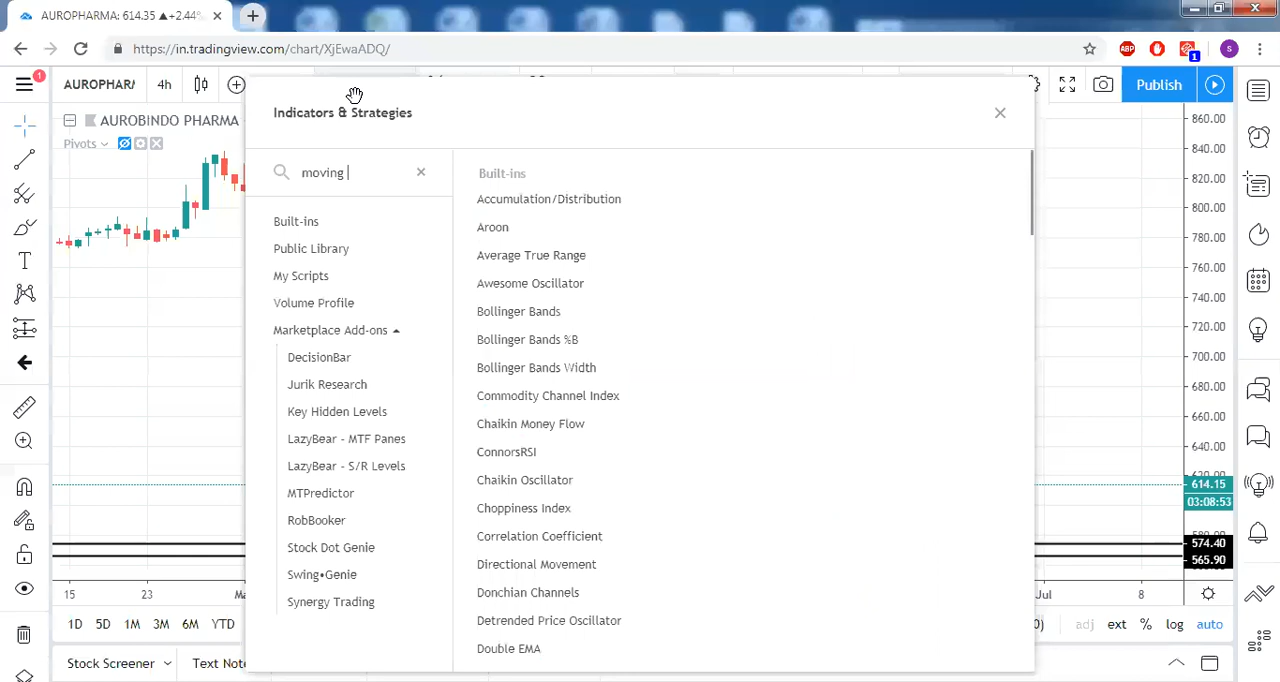 AUROPHARMA: 614.35 ▲+2.44%
https://in.tradingview.com/chart/XjEwaADQ/
ABP
1
S
1
AUROPHARM
4h
Publish
Indicators & Strategies
AUROBINDO PHARMA
Pivots
moving
Built-ins
Public Library
My Scripts
Volume Profile
Marketplace Add-ons
DecisionBar
Jurik Research
Key Hidden Levels
LazyBear - MTF Panes
LazyBear - S/R Levels
MTPredictor
RobBooker
Stock Dot Genie
Swing•Genie
Synergy Trading
Built-ins
Accumulation/Distribution
Aroon
Average True Range
Awesome Oscillator
Bollinger Bands
Bollinger Bands %B
Bollinger Bands Width
Commodity Channel Index
Chaikin Money Flow
ConnorsRSI
Chaikin Oscillator
Choppiness Index
Correlation Coefficient
Directional Movement
Donchian Channels
Detrended Price Oscillator
Double EMA
860.00
840.00
820.00
800.00
780.00
760.00
740.00
720.00
700.00
680.00
660.00
640.00
614.15
03:08:53
574.40
565.90
15 23 Jul 8
1D 5D 1M 3M 6M YTD adj ext % log auto
Stock Screener Text Note